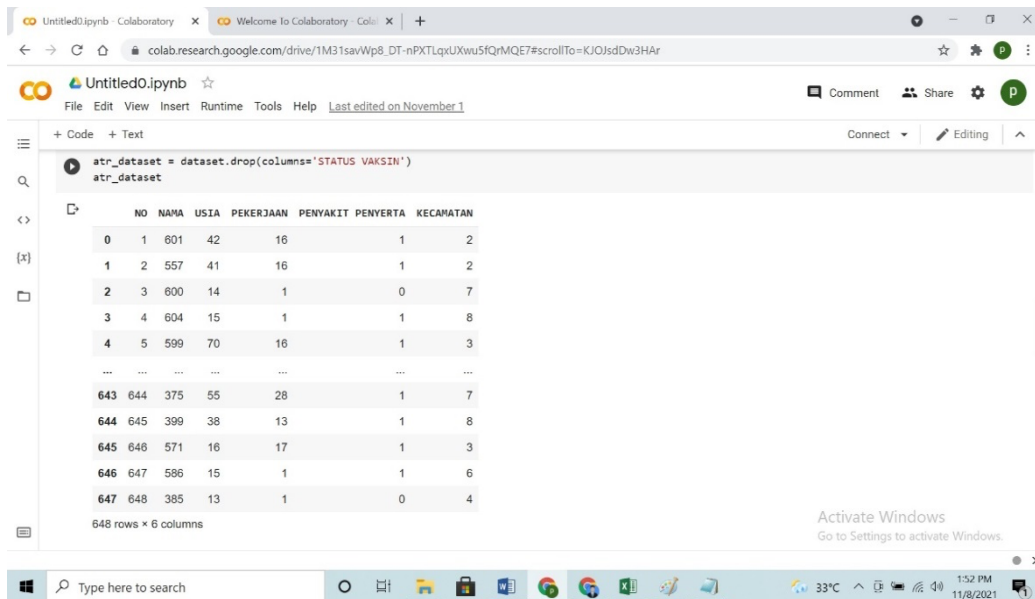 Untitled0.ipynb - Colaboratory
Welcome To Colaboratory - Cola
colab.research.google.com/drive/1M31savWp8_DT-nPXTLqxUXwu5fQrMQE7#scrollTo=KJOJsdDw3HAr
P
CO
Untitled0.ipynb
Comment Share P
File Edit View Insert Runtime Tools Help Last edited on November 1
+ Code + Text Connect Editing
atr_dataset = dataset.drop(columns='STATUS VAKSIN')
atr_dataset
NO NAMA USIA PEKERJAAN PENYAKIT PENYERTA KECAMATAN
0 1 601 42 16 1 2
1 2 557 41 16 1 2
2 3 600 14 1 0 7
3 4 604 15 1 1 8
4 5 599 70 16 1 3
... ... ... ... ... ... ...
643 644 375 55 28 1 7
644 645 399 38 13 1 8
645 646 571 16 17 1 3
646 647 586 15 1 1 6
647 648 385 13 1 0 4
648 rows × 6 columns
Activate Windows
Go to Settings to activate Windows.
Type here to search
33°C
1:52 PM
11/8/2021